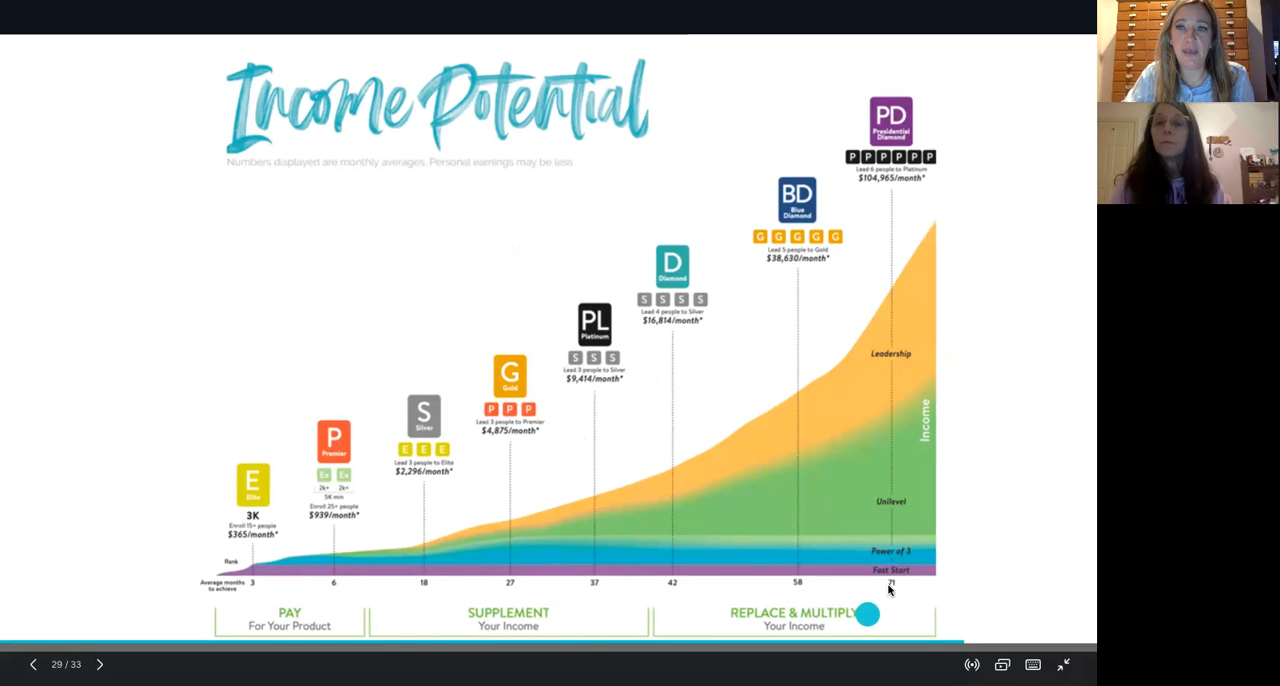 Income Potential
Numbers displayed are monthly averages. Personal earnings may be less
PD
Presidential
Diamond
P P P P P P
Lead 6 people to Platinum
$104,965/month*
BD
Blue
Diamond
G G G G G
Lead 5 people to Gold
$38,630/month*
D
Diamond
S S S S
Lead 4 people to Silver
$16,814/month*
PL
Platinum
S S S
Lead 3 people to Silver
$9,414/month*
G
Gold
P P P
Lead 3 people to Premier
$4,875/month*
S
Silver
E E E
Lead 3 people to Elite
$2,296/month*
P
Premier
Ex Ex
2k+ 2k+
5K min
Enroll 25+ people
$939/month*
E
Elite
3K
Enroll 15+ people
$365/month*
Leadership
Income
Unilevel
Power of 3
Fast Start
Rank
Average months
to achieve
3 6 18 27 37 42 58 71
PAY
For Your Product
SUPPLEMENT
Your Income
REPLACE & MULTIPLY
Your Income
29 / 33